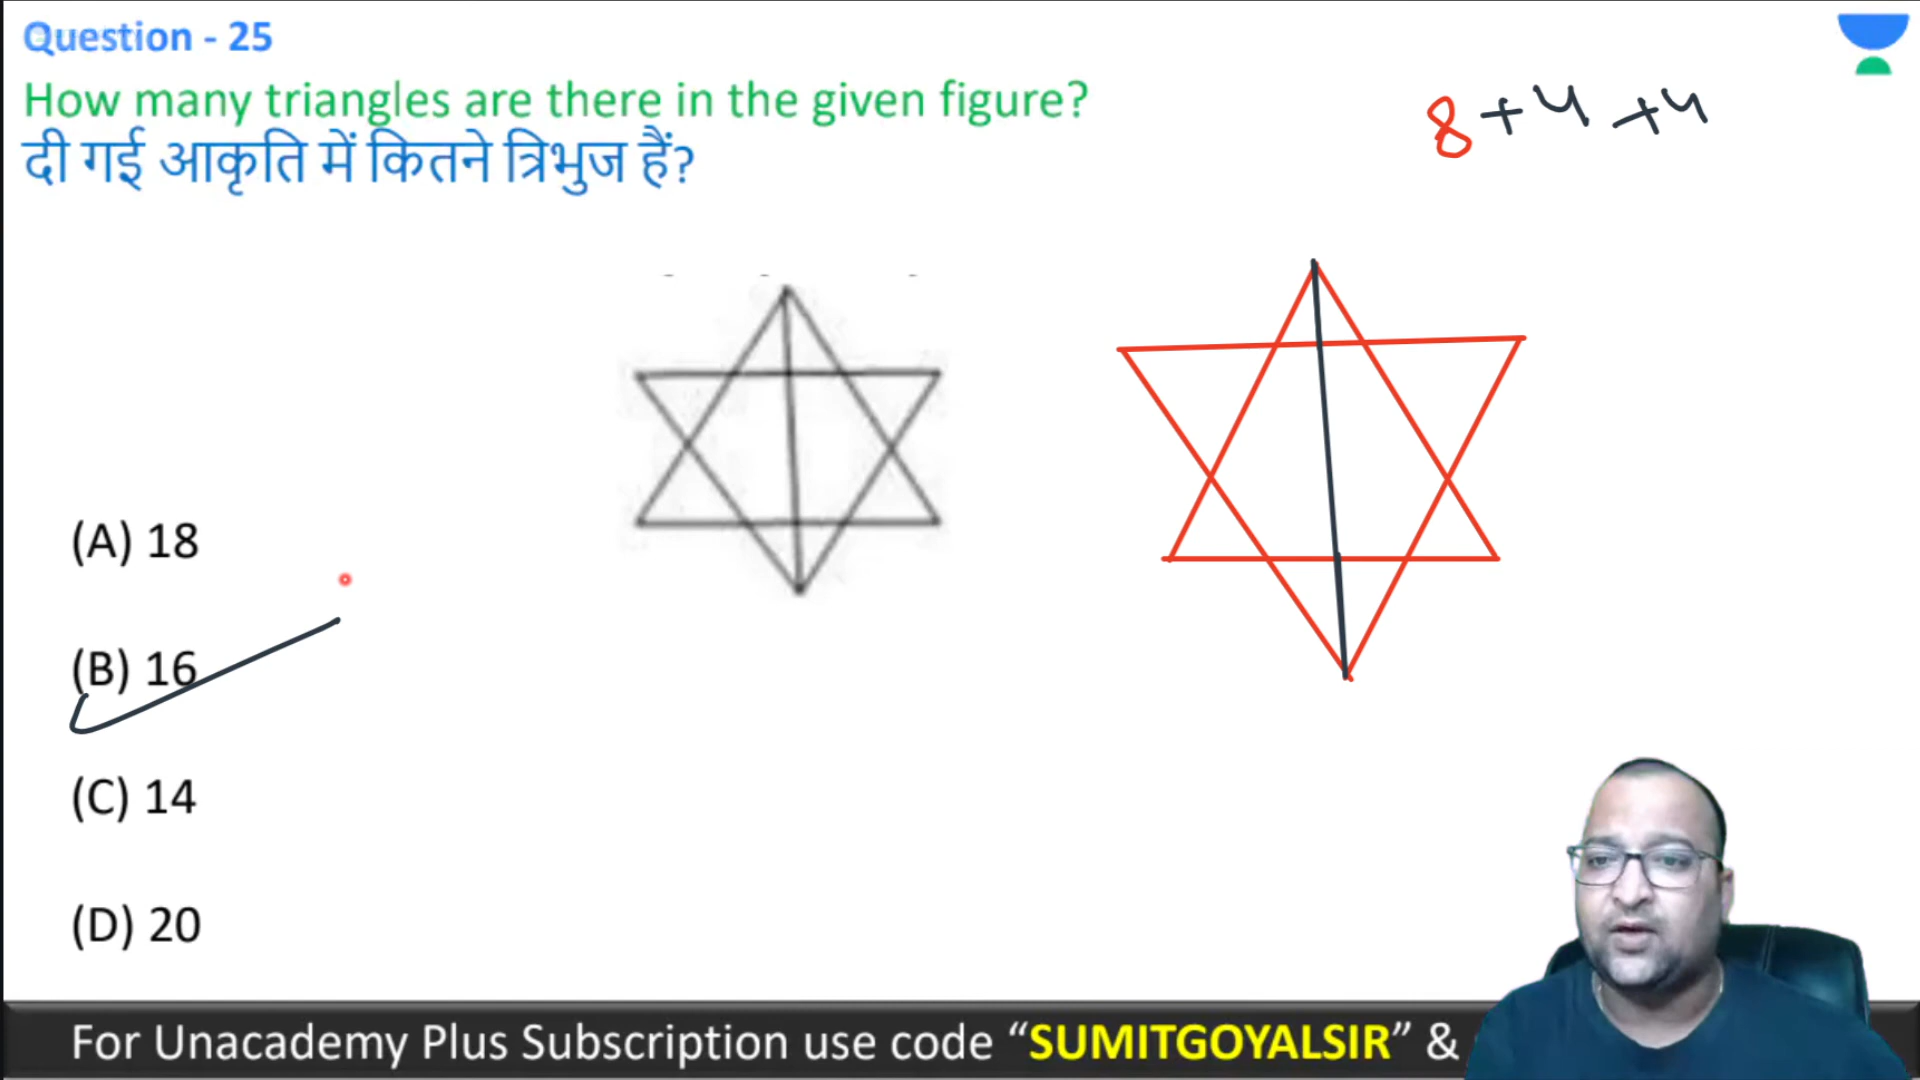 Question - 25
How many triangles are there in the given figure?
दी गई आकृति में कितने त्रिभुज हैं?
8+4+4
(A) 18
(B) 16
(C) 14
(D) 20
For Unacademy Plus Subscription use code “SUMITGOYALSIR” &